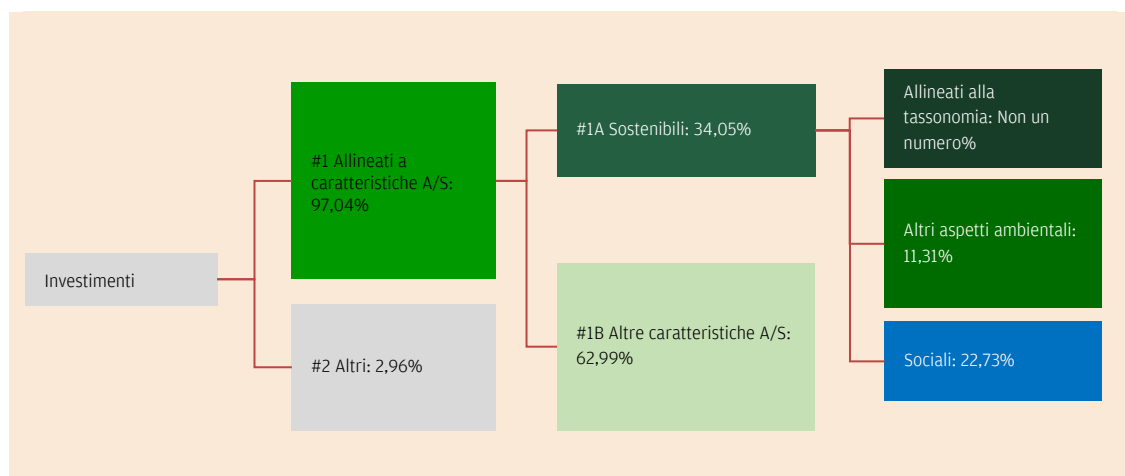 Investimenti
#1 Allineati a
caratteristiche A/S:
97,04%
#2 Altri: 2,96%
#1A Sostenibili: 34,05%
#1B Altre caratteristiche A/S:
62,99%
Allineati alla
tassonomia: Non un
numero%
Altri aspetti ambientali:
11,31%
Sociali: 22,73%